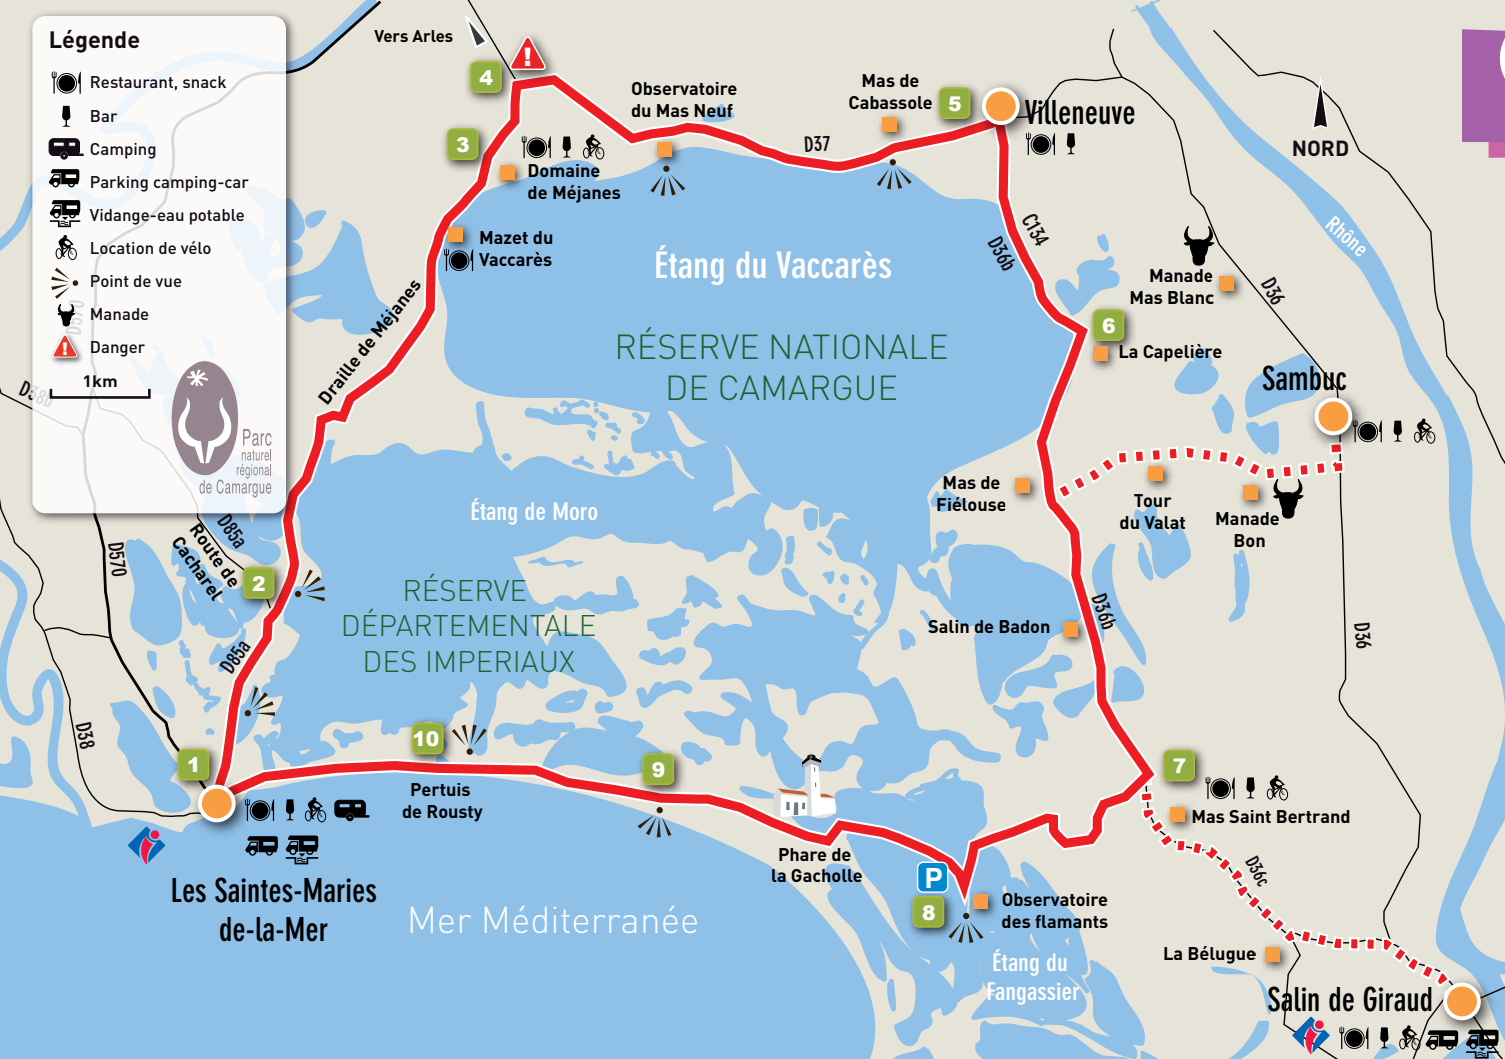 Légende
Restaurant, snack
Bar
Camping
Parking camping-car
Vidange-eau potable
Location de vélo
Point de vue
Manade
Danger
1km
Parc
naturel
régional
de Camargue
D570
D38b
Vers Arles
4
3
Observatoire
du Mas Neuf
Domaine
de Méjanes
Mazet du
Vaccarès
Draille de Méjanes
D37
Mas de
Cabassole
5
Villeneuve
NORD
Rhône
C134
D36b
Étang du Vaccarès
RÉSERVE NATIONALE
DE CAMARGUE
Manade
Mas Blanc
D36
6
La Capelière
Sambuc
Mas de
Fiélouse
Tour
du Valat
Manade
Bon
Étang de Moro
D85a
Route de
Cacharel
D570
2
RÉSERVE
DÉPARTEMENTALE
DES IMPERIAUX
Salin de Badon
D36b
D36
D85a
D38
1
10
Pertuis
de Rousty
9
7
Mas Saint Bertrand
Phare de
la Gacholle
P
8
Observatoire
des flamants
D36c
Les Saintes-Maries
de-la-Mer
Mer Méditerranée
Étang du
Fangassier
La Bélugue
Salin de Giraud